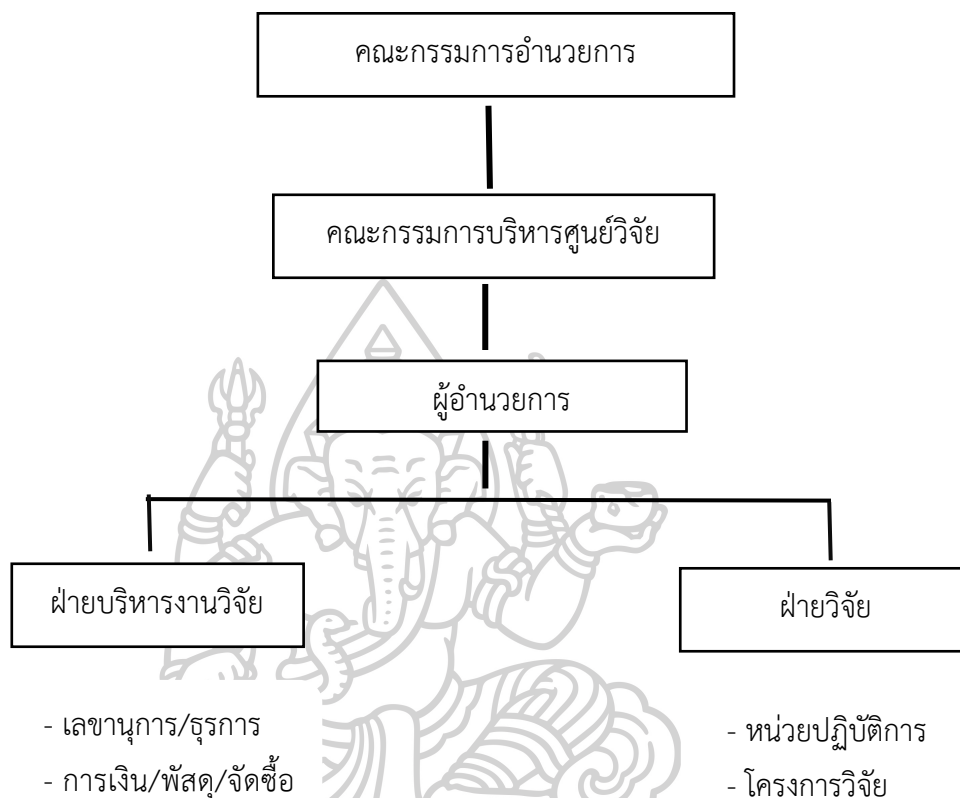 คณะกรรมการอำนวยการ
คณะกรรมการบริหารศูนย์วิจัย
ผู้อำนวยการ
ฝ่ายบริหารงานวิจัย
ฝ่ายวิจัย
- เลขานุการ/ธุรการ
- การเงิน/พัสดุ/จัดซื้อ
- หน่วยปฏิบัติการ
- โครงการวิจัย